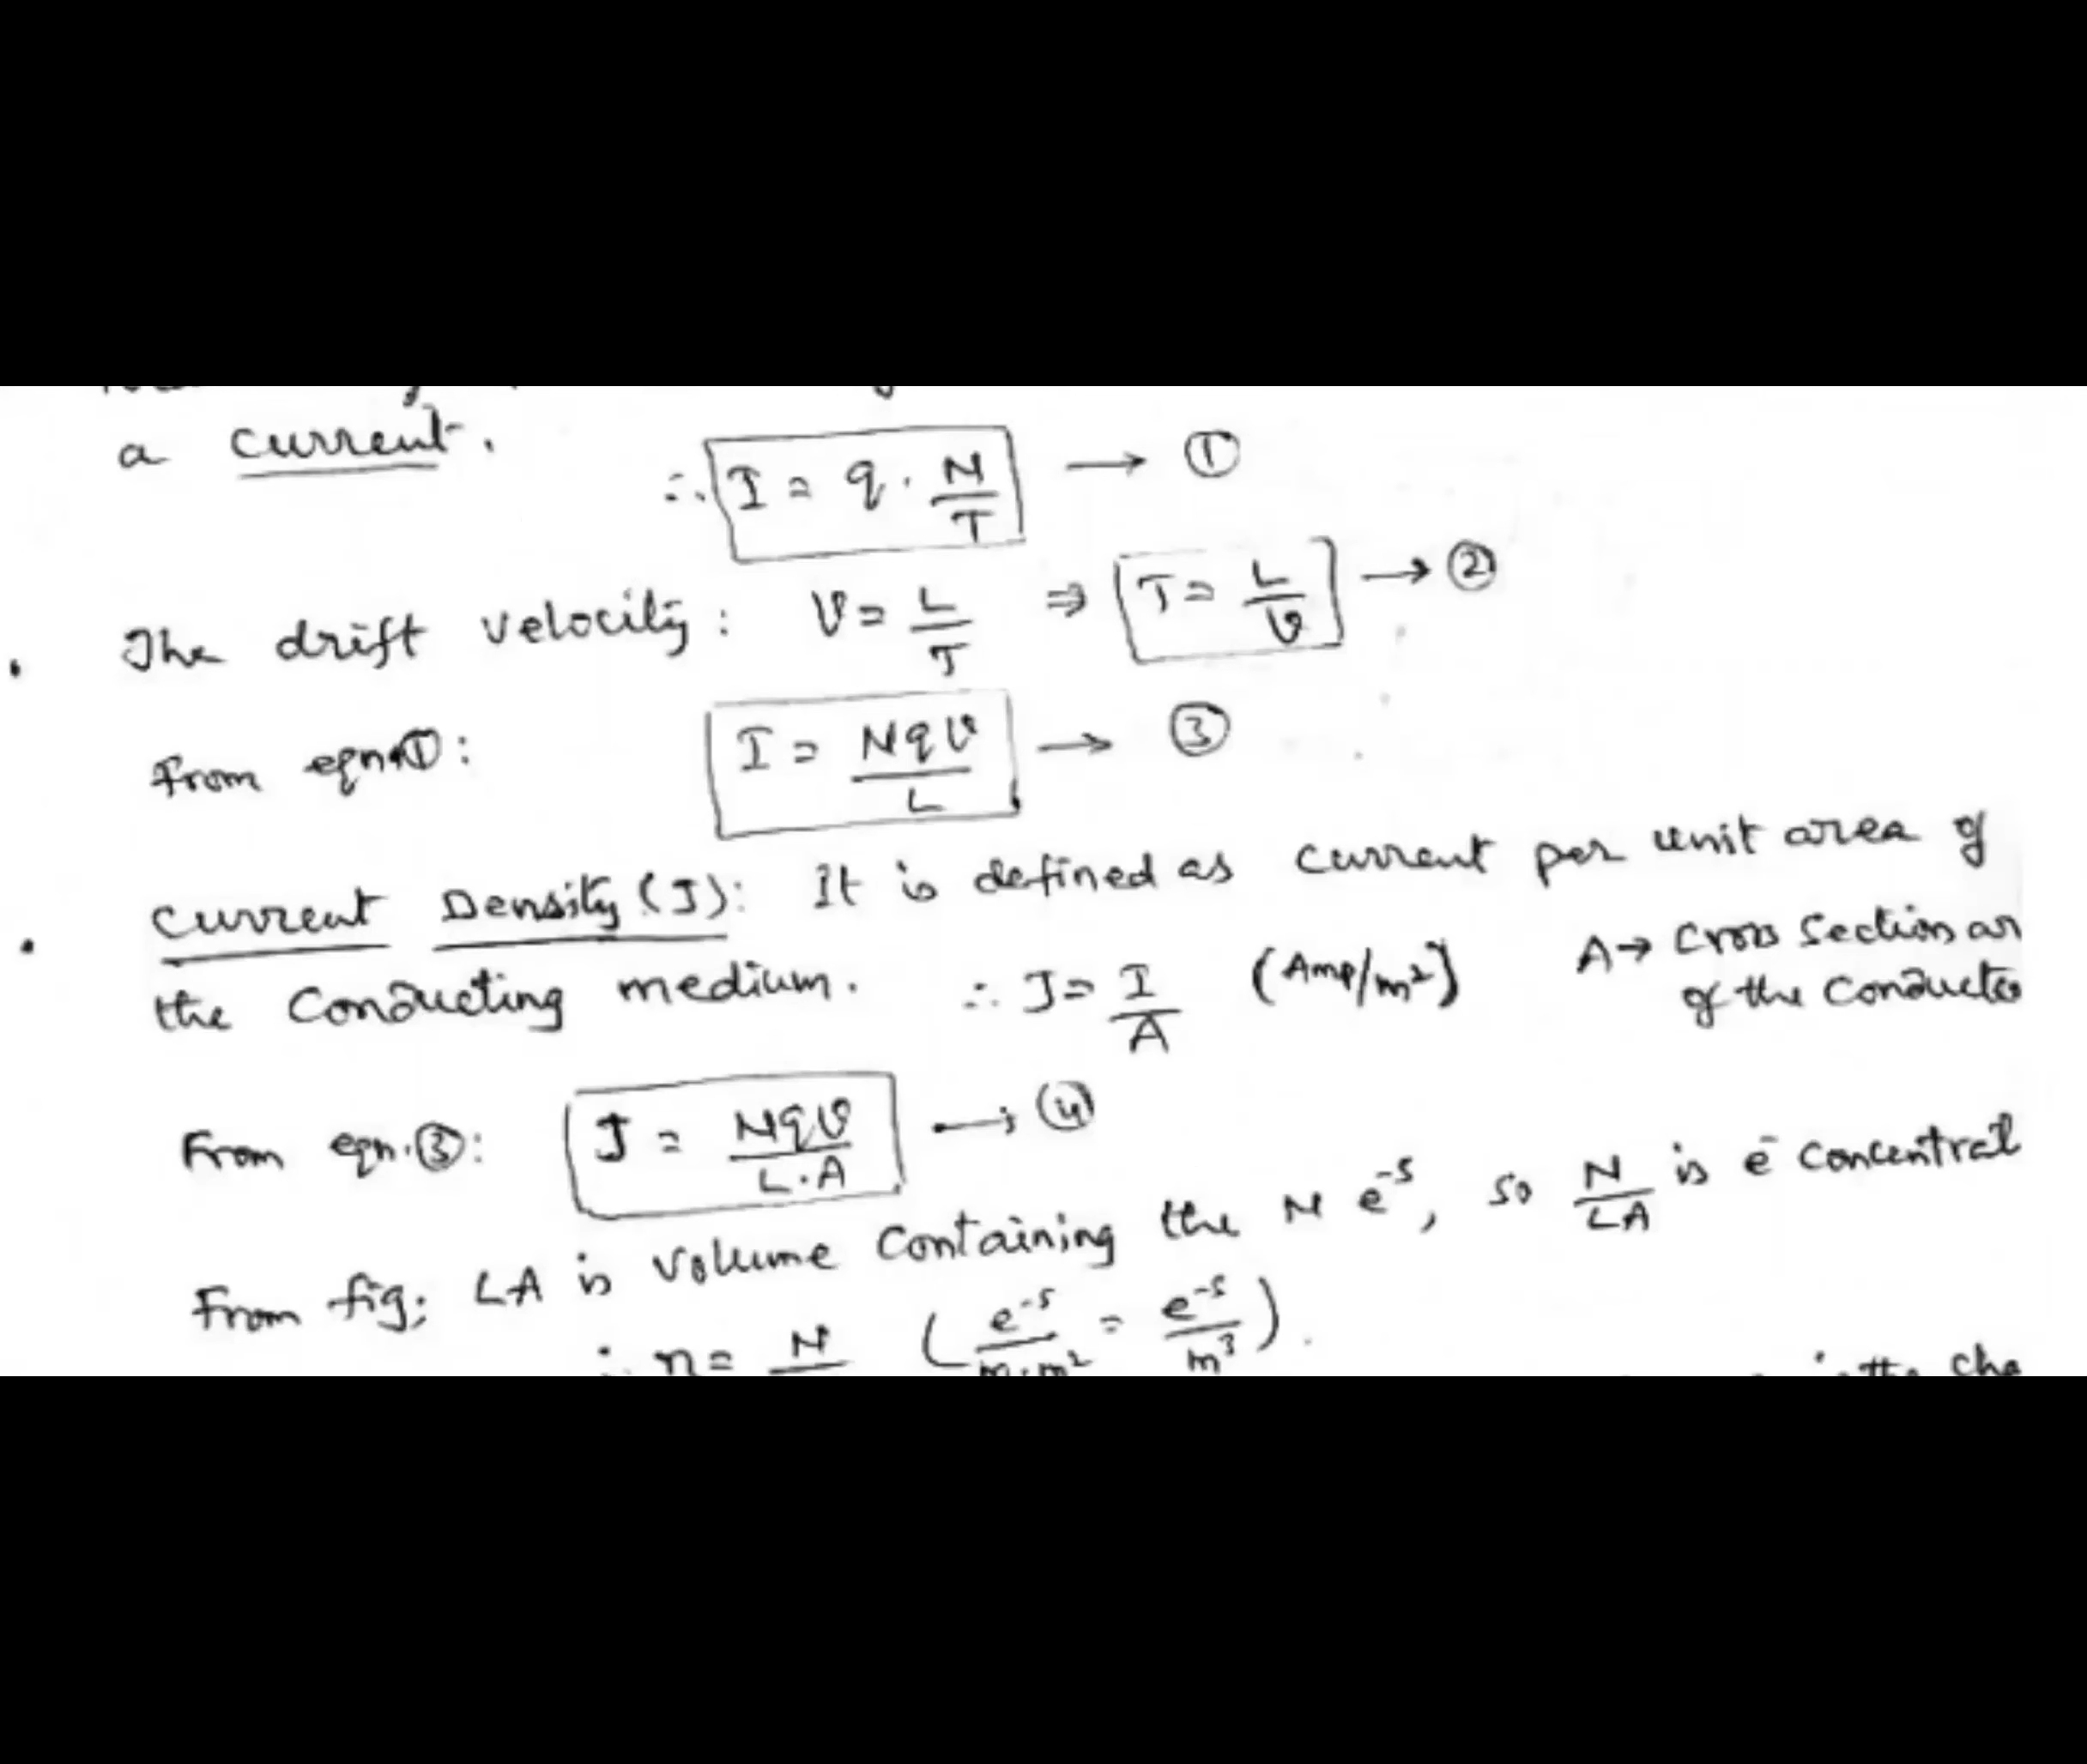 a current.
∴ I = q · N/T → ①
The drift velocity : V = L/T ⇒ T = L/V → ②
From eqn ① : I = NqV/L → ③
Current Density (J): It is defined as current per unit area of
the Conducting medium. ∴ J = I/A (Amp/m²) A → Cross Section ar
of the Conducto
From eqn. ③ : J = NqV/L.A → ④
From fig; LA is volume containing the N e⁻ˢ, so N/LA is e⁻ concentrat
∴ n = N (e⁻ˢ/m.m² = e⁻ˢ/m³).